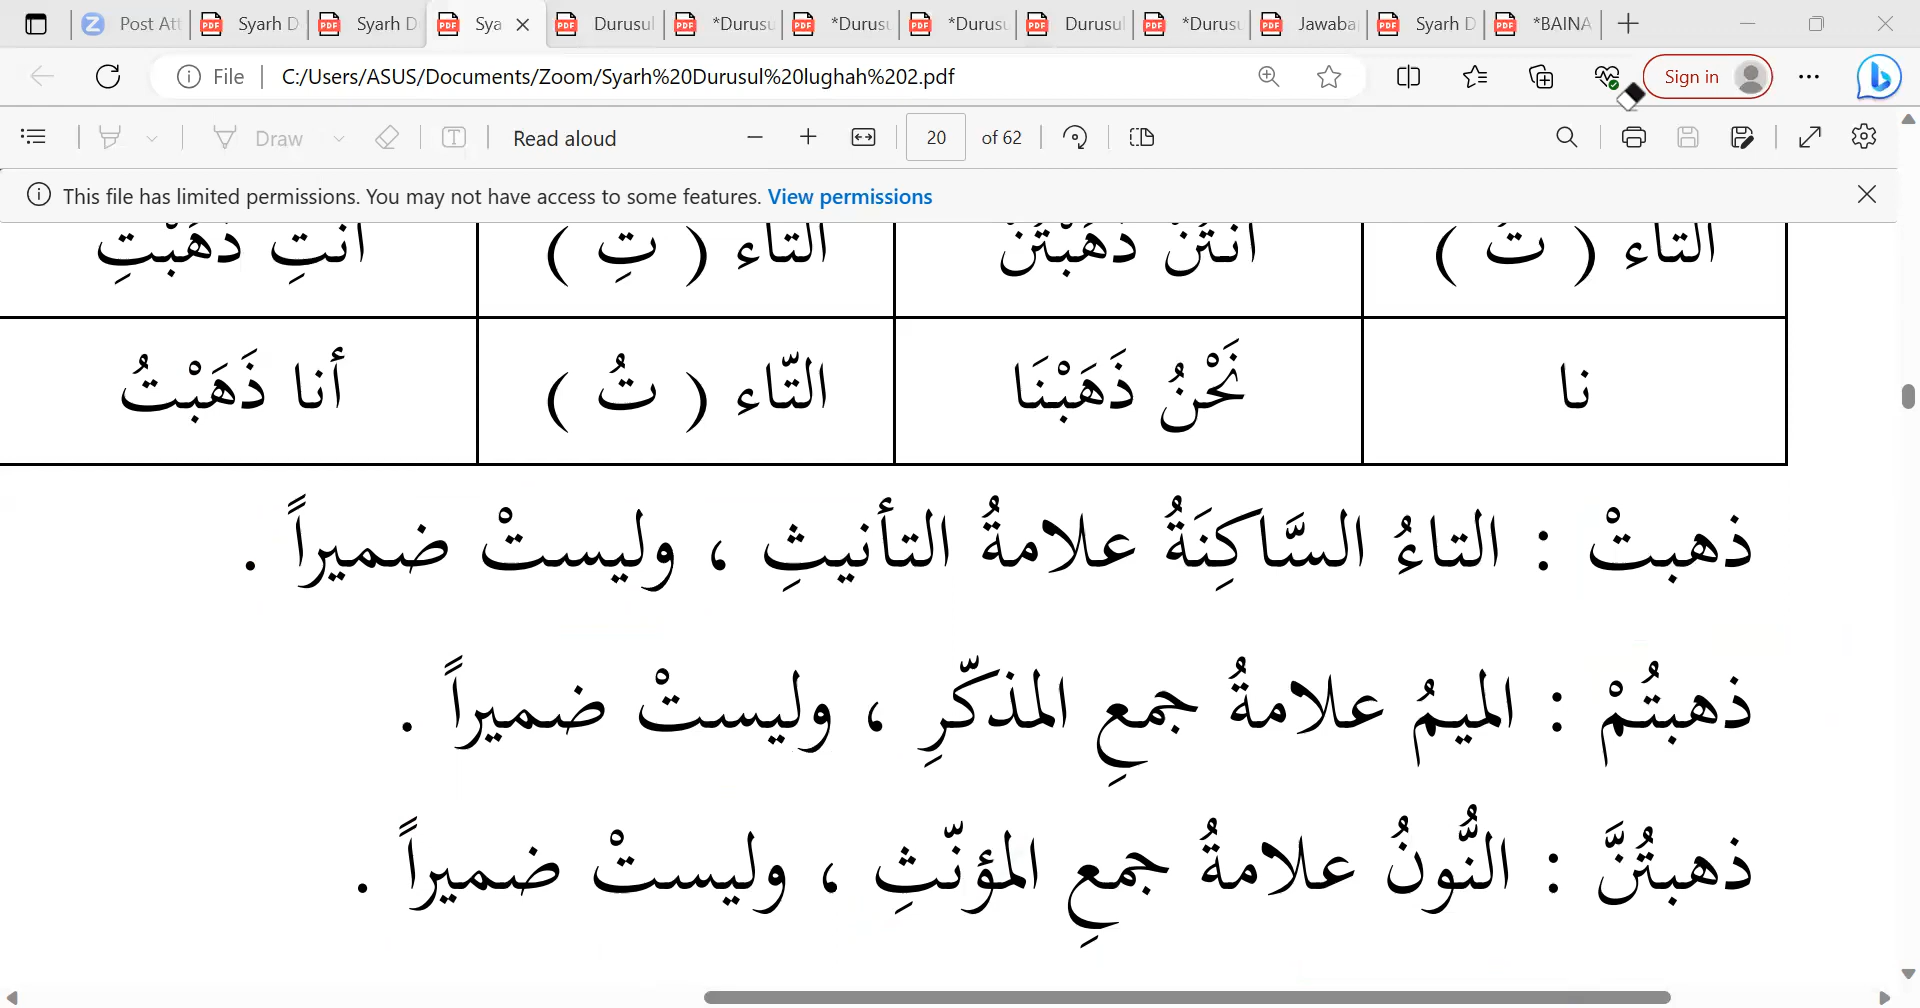 Post Att Syarh D Syarh D Sya Durusul *Durusu *Durus *Durusu Durusul *Durusu Jawaba Syarh D *BAINA
File C:/Users/ASUS/Documents/Zoom/Syarh%20Durusul%20lughah%202.pdf Sign in
Draw Read aloud 20 of 62
This file has limited permissions. You may not have access to some features. View permissions
التاء ( تُ ) أنتُنَّ ذَهَبْتُنَّ التاء ( تِ ) أنتِ ذَهَبْتِ
نا نَحْنُ ذَهَبْنَا التّاء ( تُ ) أنا ذَهَبْتُ
ذهبتْ : التاءُ السَّاكِنَةُ علامةُ التأنيثِ ، وليستْ ضميراً .
ذهبتُمْ : الميمُ علامةُ جمعِ المذكّرِ ، وليستْ ضميراً .
ذهبتُنَّ : النُّونُ علامةُ جمعِ المؤنّثِ ، وليستْ ضميراً .